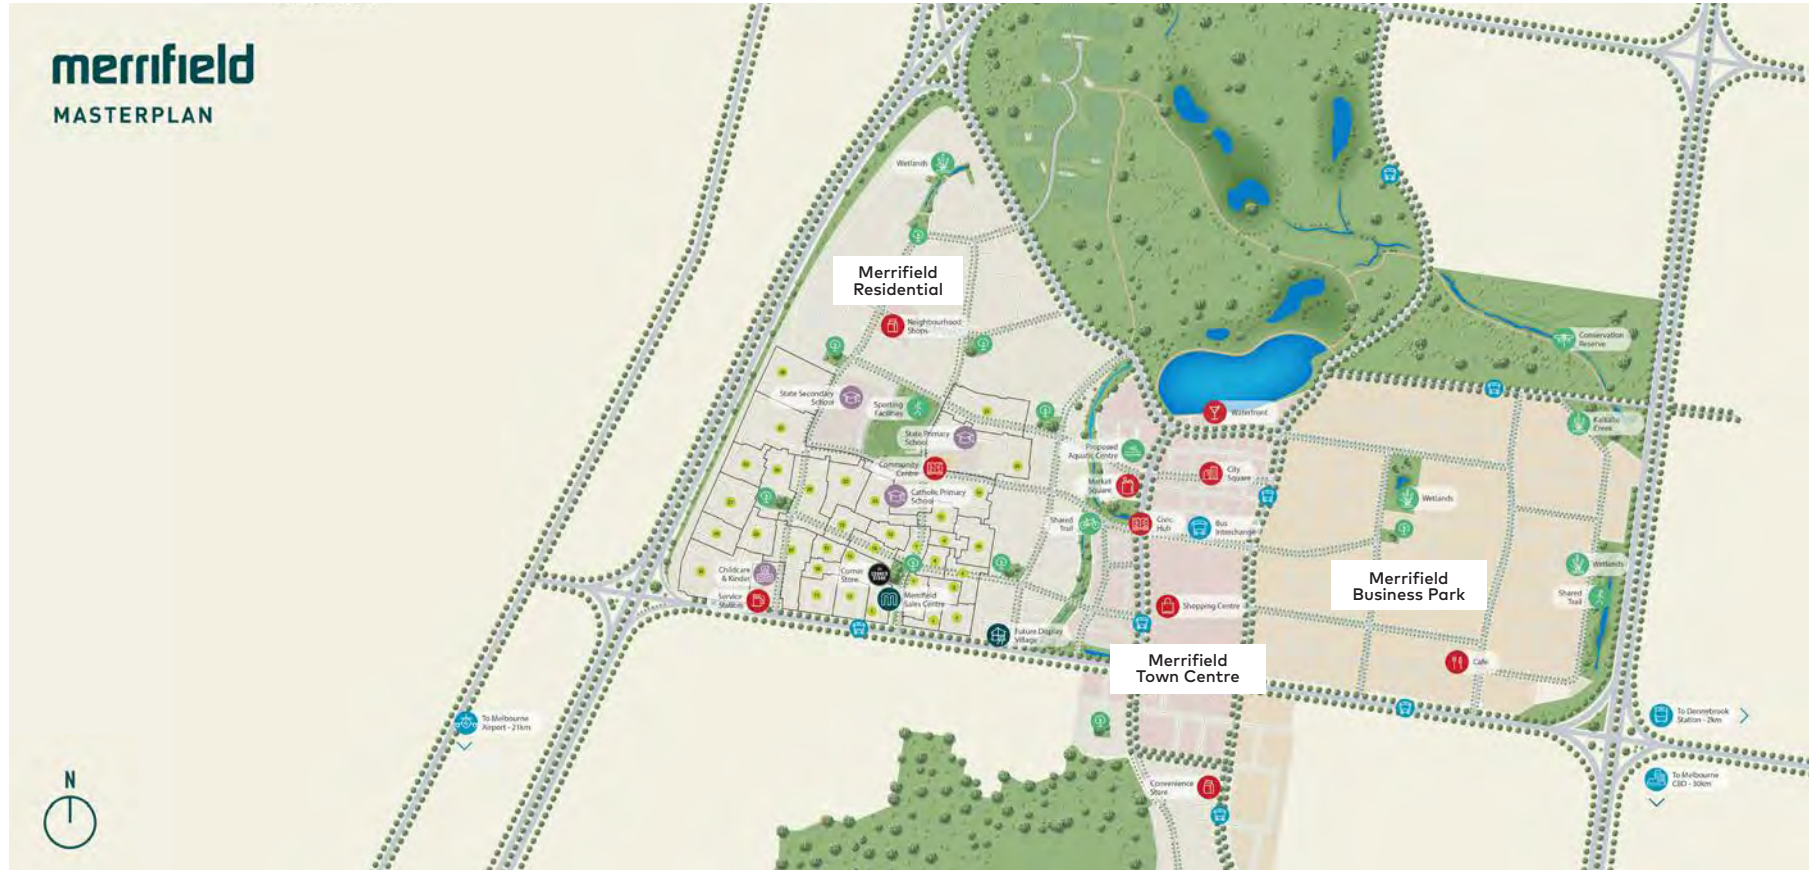 merrifield
MASTERPLAN
Wetlands
Merrifield
Residential
Neighbourhood
Shops
State Secondary
School
Sporting
Facilities
State Primary
School
Community
Centre
Catholic Primary
School
Childcare
& Kinder
Service
Station
Corner
Store
Merrifield
Sales Centre
Future Display
Village
Shared
Trail
Proposed
Aquatic Centre
Market
Square
Civic
Hub
Waterfront
City
Square
Bus
Interchange
Shopping Centre
Merrifield
Town Centre
Convenience
Store
Conservation
Reserve
Kalkallo
Creek
Wetlands
Wetlands
Shared
Trail
Merrifield
Business Park
Cafe
To Melbourne
Airport - 21km
To Donnybrook
Station - 2km
To Melbourne
CBD - 30km
N